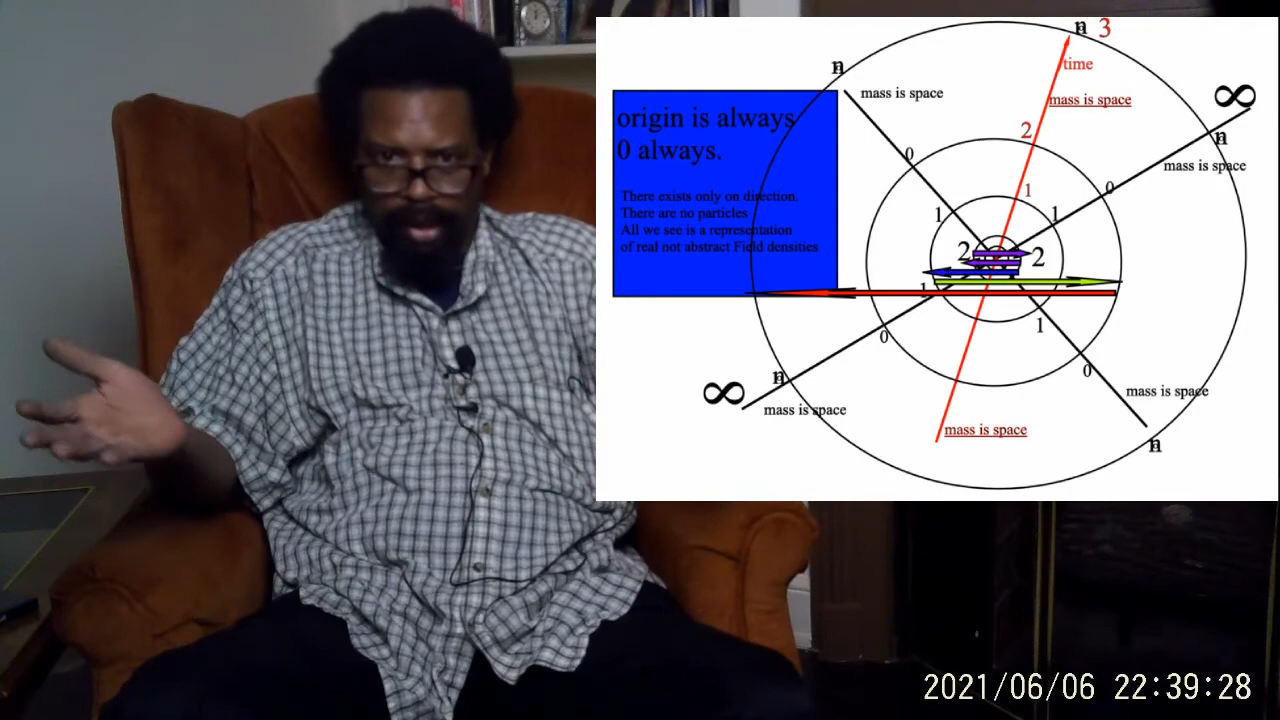 n 3
n
time
mass is space
mass is space
∞
origin is always
0 always.
2
n
0
mass is space
1
0
There exists only on direction.
There are no particles
All we see is a representation
of real not abstract Field densities
1
1
2
2
1
1
0
0
n
∞
mass is space
mass is space
mass is space
n
2021/06/06 22:39:28